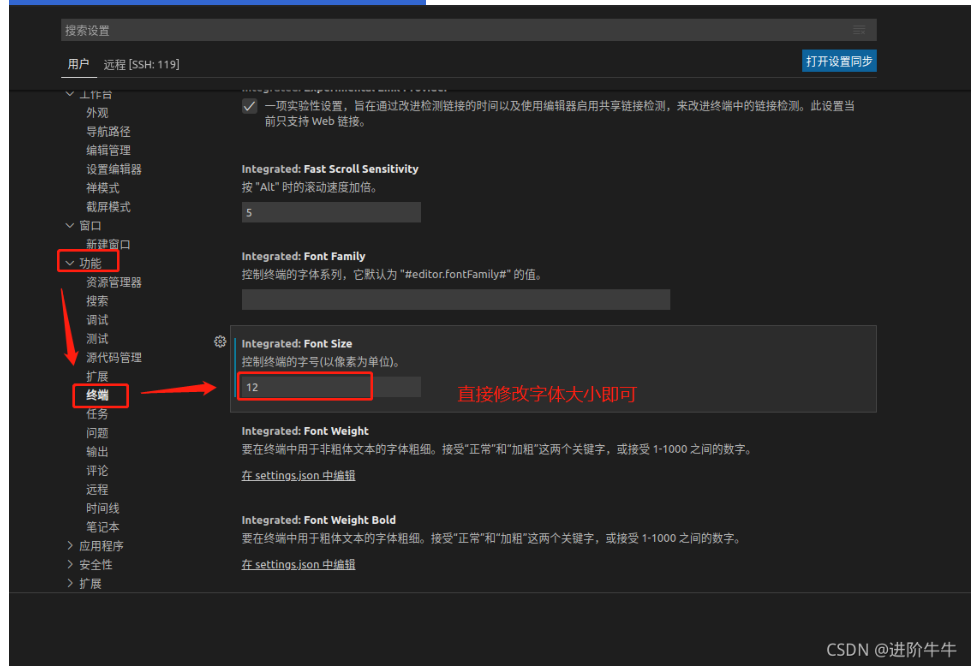 搜索设置
用户 远程 [SSH: 119]
打开设置同步
工作台
外观
导航路径
编辑管理
设置编辑器
禅模式
截屏模式
窗口
新建窗口
功能
资源管理器
搜索
调试
测试
源代码管理
扩展
终端
任务
问题
输出
评论
远程
时间线
笔记本
应用程序
安全性
扩展
一项实验性设置，旨在通过改进检测链接的时间以及使用编辑器启用共享链接检测，来改进终端中的链接检测。此设置当
前只支持 Web 链接。
Integrated: Fast Scroll Sensitivity
按 "Alt" 时的滚动速度加倍。
5
Integrated: Font Family
控制终端的字体系列，它默认为 "#editor.fontFamily#" 的值。
Integrated: Font Size
控制终端的字号(以像素为单位)。
12
直接修改字体大小即可
Integrated: Font Weight
要在终端中用于非粗体文本的字体粗细。接受“正常”和“加粗”这两个关键字，或接受 1-1000 之间的数字。
在 settings.json 中编辑
Integrated: Font Weight Bold
要在终端中用于粗体文本的字体粗细。接受“正常”和“加粗”这两个关键字，或接受 1-1000 之间的数字。
在 settings.json 中编辑
CSDN @进阶牛牛